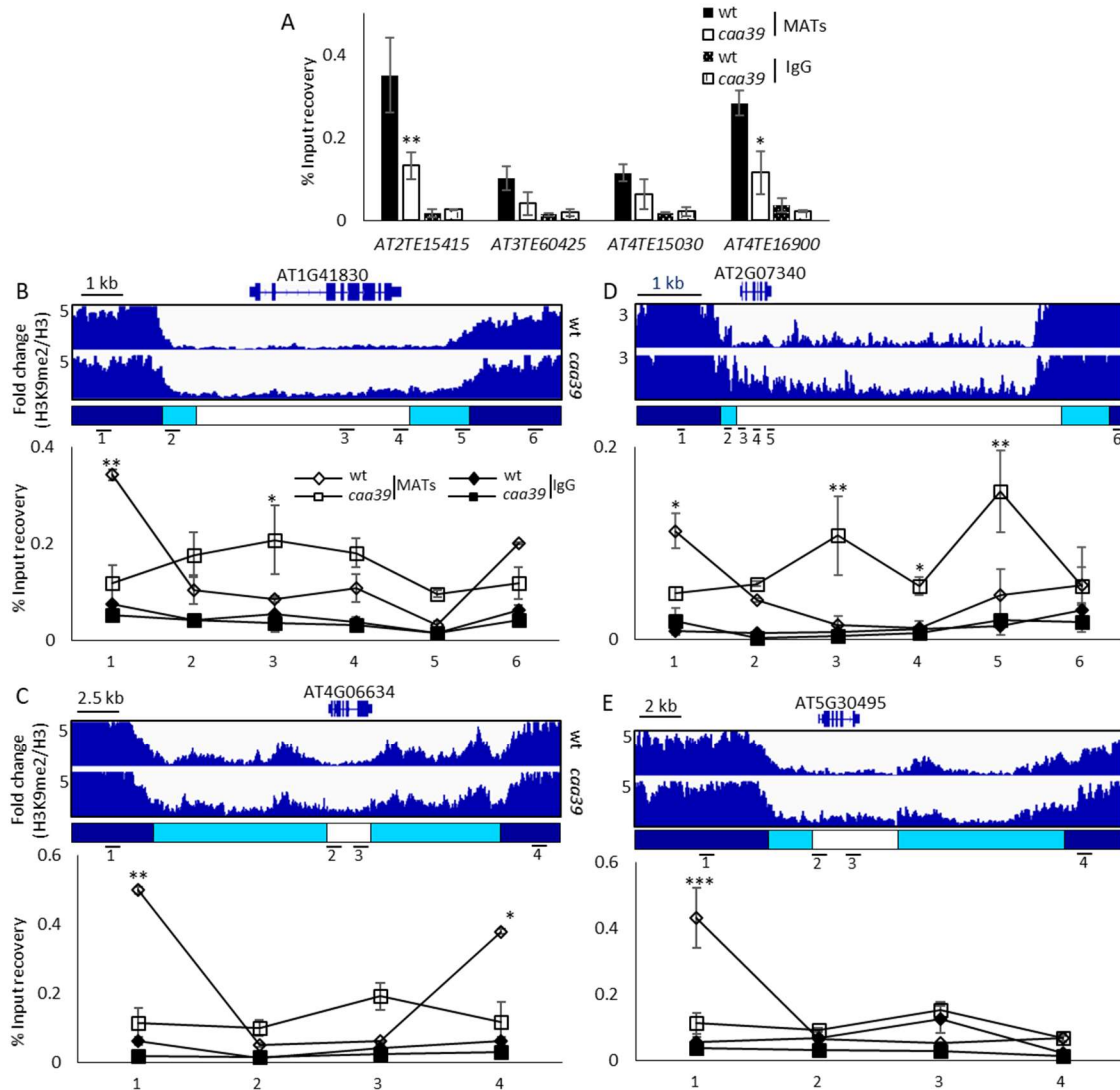 A
% Input recovery
0.4
0.2
0
wt
caa39
MATs
wt
caa39
IgG
**
*
AT2TE15415 AT3TE60425 AT4TE15030 AT4TE16900
B
1 kb
AT1G41830
Fold change
(H3K9me2/H3)
5
5
wt
caa39
1 2 3 4 5 6
% Input recovery
0.4
0.2
0
**
*
wt
caa39
MATs
wt
caa39
IgG
1 2 3 4 5 6
D
1 kb
AT2G07340
3
3
1 2 3 4 5 6
0.2
0
*
**
*
**
1 2 3 4 5 6
C
2.5 kb
AT4G06634
Fold change
(H3K9me2/H3)
5
5
wt
caa39
1 2 3 4
% Input recovery
0.6
0.4
0.2
0
**
*
1 2 3 4
E
2 kb
AT5G30495
5
5
1 2 3 4
0.6
0.4
0.2
0
***
1 2 3 4